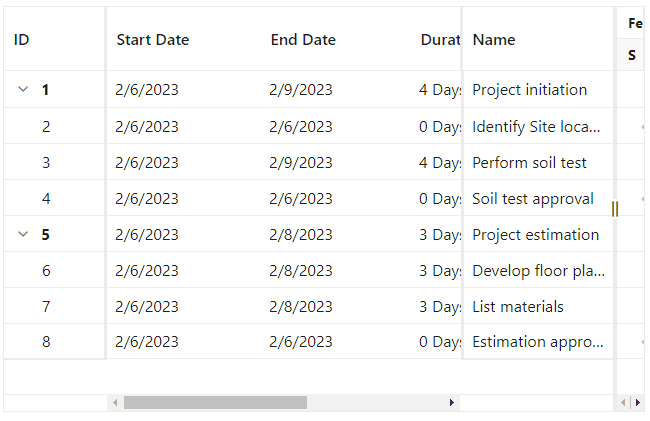 Fe
ID Start Date End Date Durat Name S
1 2/6/2023 2/9/2023 4 Days Project initiation
2 2/6/2023 2/6/2023 0 Days Identify Site loca...
3 2/6/2023 2/9/2023 4 Days Perform soil test
4 2/6/2023 2/6/2023 0 Days Soil test approval
5 2/6/2023 2/8/2023 3 Days Project estimation
6 2/6/2023 2/8/2023 3 Days Develop floor pla...
7 2/6/2023 2/8/2023 3 Days List materials
8 2/6/2023 2/6/2023 0 Days Estimation appro...